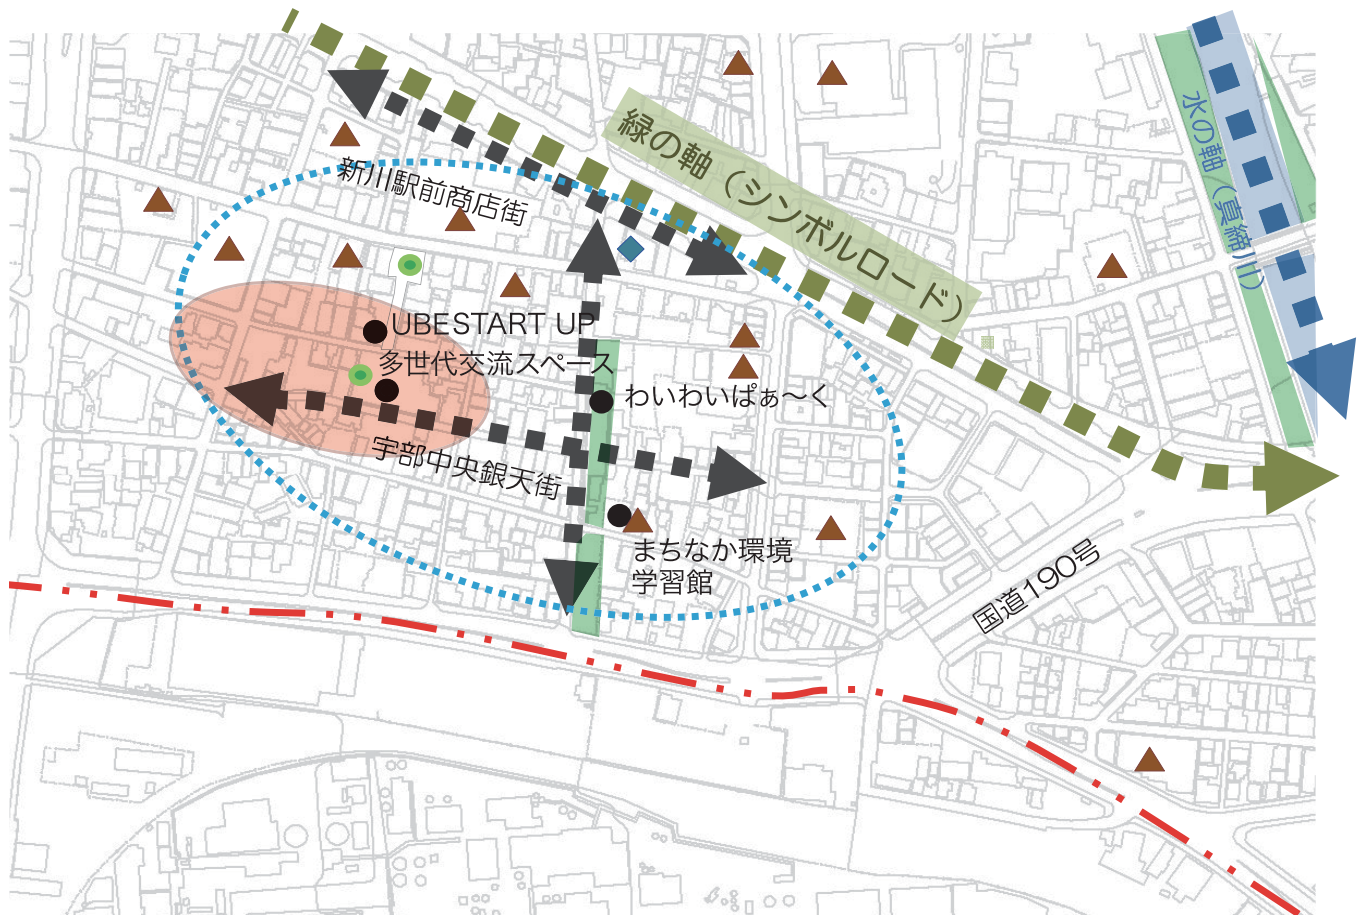 緑の軸（シンボルロード）
水の軸（真締川）
新川駅前商店街
UBESTART UP
多世代交流スペース
わいわいぱぁ〜く
宇部中央銀天街
まちなか環境
学習館
国道190号